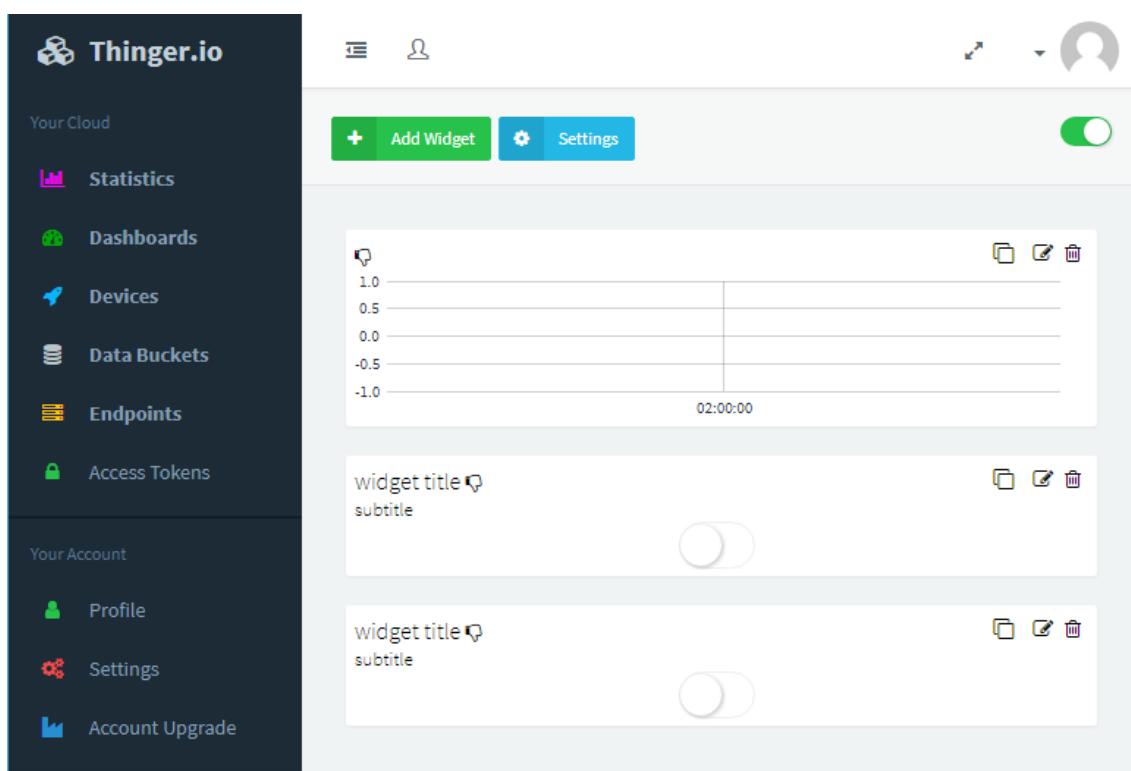 Thinger.io
Your Cloud
Statistics
Dashboards
Devices
Data Buckets
Endpoints
Access Tokens
Your Account
Profile
Settings
Account Upgrade
Add Widget
Settings
1.0
0.5
0.0
-0.5
-1.0
02:00:00
widget title
subtitle
widget title
subtitle